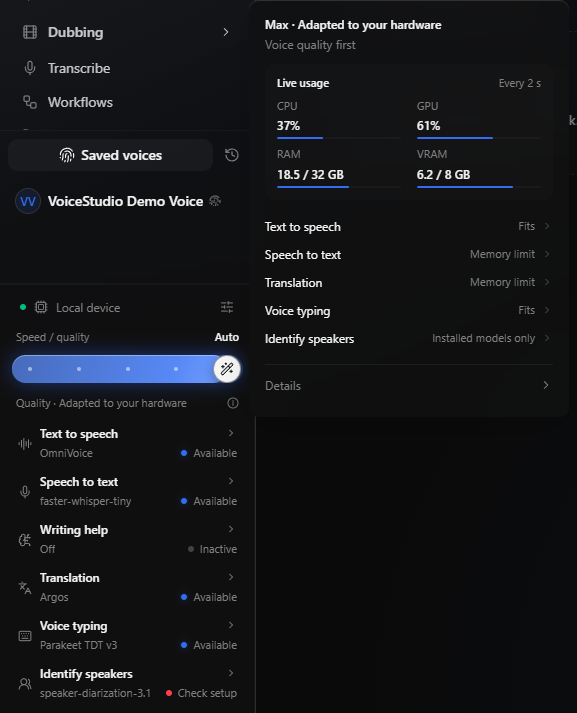 Dubbing
Transcribe
Workflows
Saved voices
VV VoiceStudio Demo Voice
Local device
Speed / quality Auto
Quality · Adapted to your hardware
Text to speech
OmniVoice Available
Speech to text
faster-whisper-tiny Available
Writing help
Off Inactive
Translation
Argos Available
Voice typing
Parakeet TDT v3 Available
Identify speakers
speaker-diarization-3.1 Check setup
Max · Adapted to your hardware
Voice quality first
Live usage Every 2 s
CPU GPU
37% 61%
RAM VRAM
18.5 / 32 GB 6.2 / 8 GB
Text to speech Fits
Speech to text Memory limit
Translation Memory limit
Voice typing Fits
Identify speakers Installed models only
Details